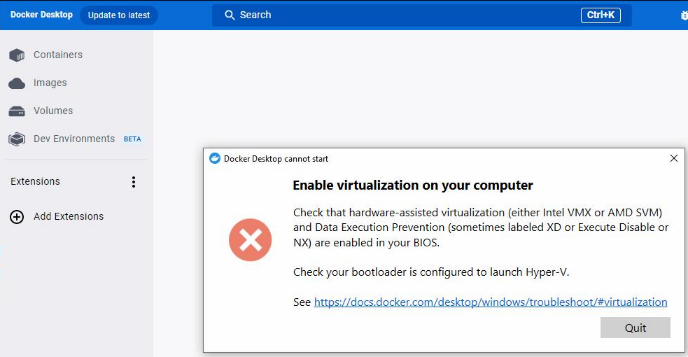 Docker Desktop Update to latest Search Ctrl+K
Containers
Images
Volumes
Dev Environments BETA
Extensions
Add Extensions
Docker Desktop cannot start
Enable virtualization on your computer
Check that hardware-assisted virtualization (either Intel VMX or AMD SVM)
and Data Execution Prevention (sometimes labeled XD or Execute Disable or
NX) are enabled in your BIOS.
Check your bootloader is configured to launch Hyper-V.
See https://docs.docker.com/desktop/windows/troubleshoot/#virtualization
Quit